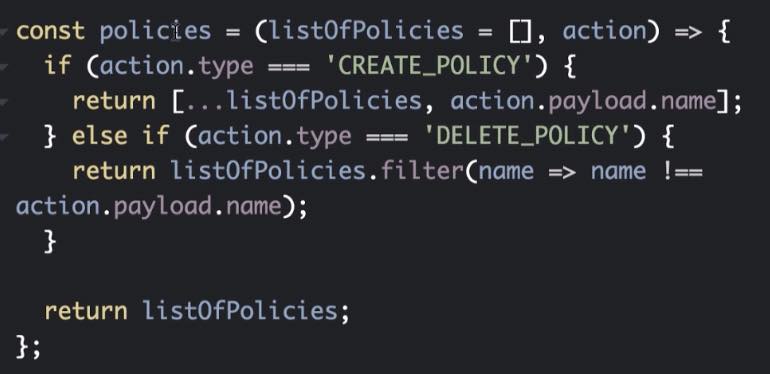 const policies = (listOfPolicies = [], action) => {
  if (action.type === 'CREATE_POLICY') {
    return [...listOfPolicies, action.payload.name];
  } else if (action.type === 'DELETE_POLICY') {
    return listOfPolicies.filter(name => name !==
action.payload.name);
  }

  return listOfPolicies;
};